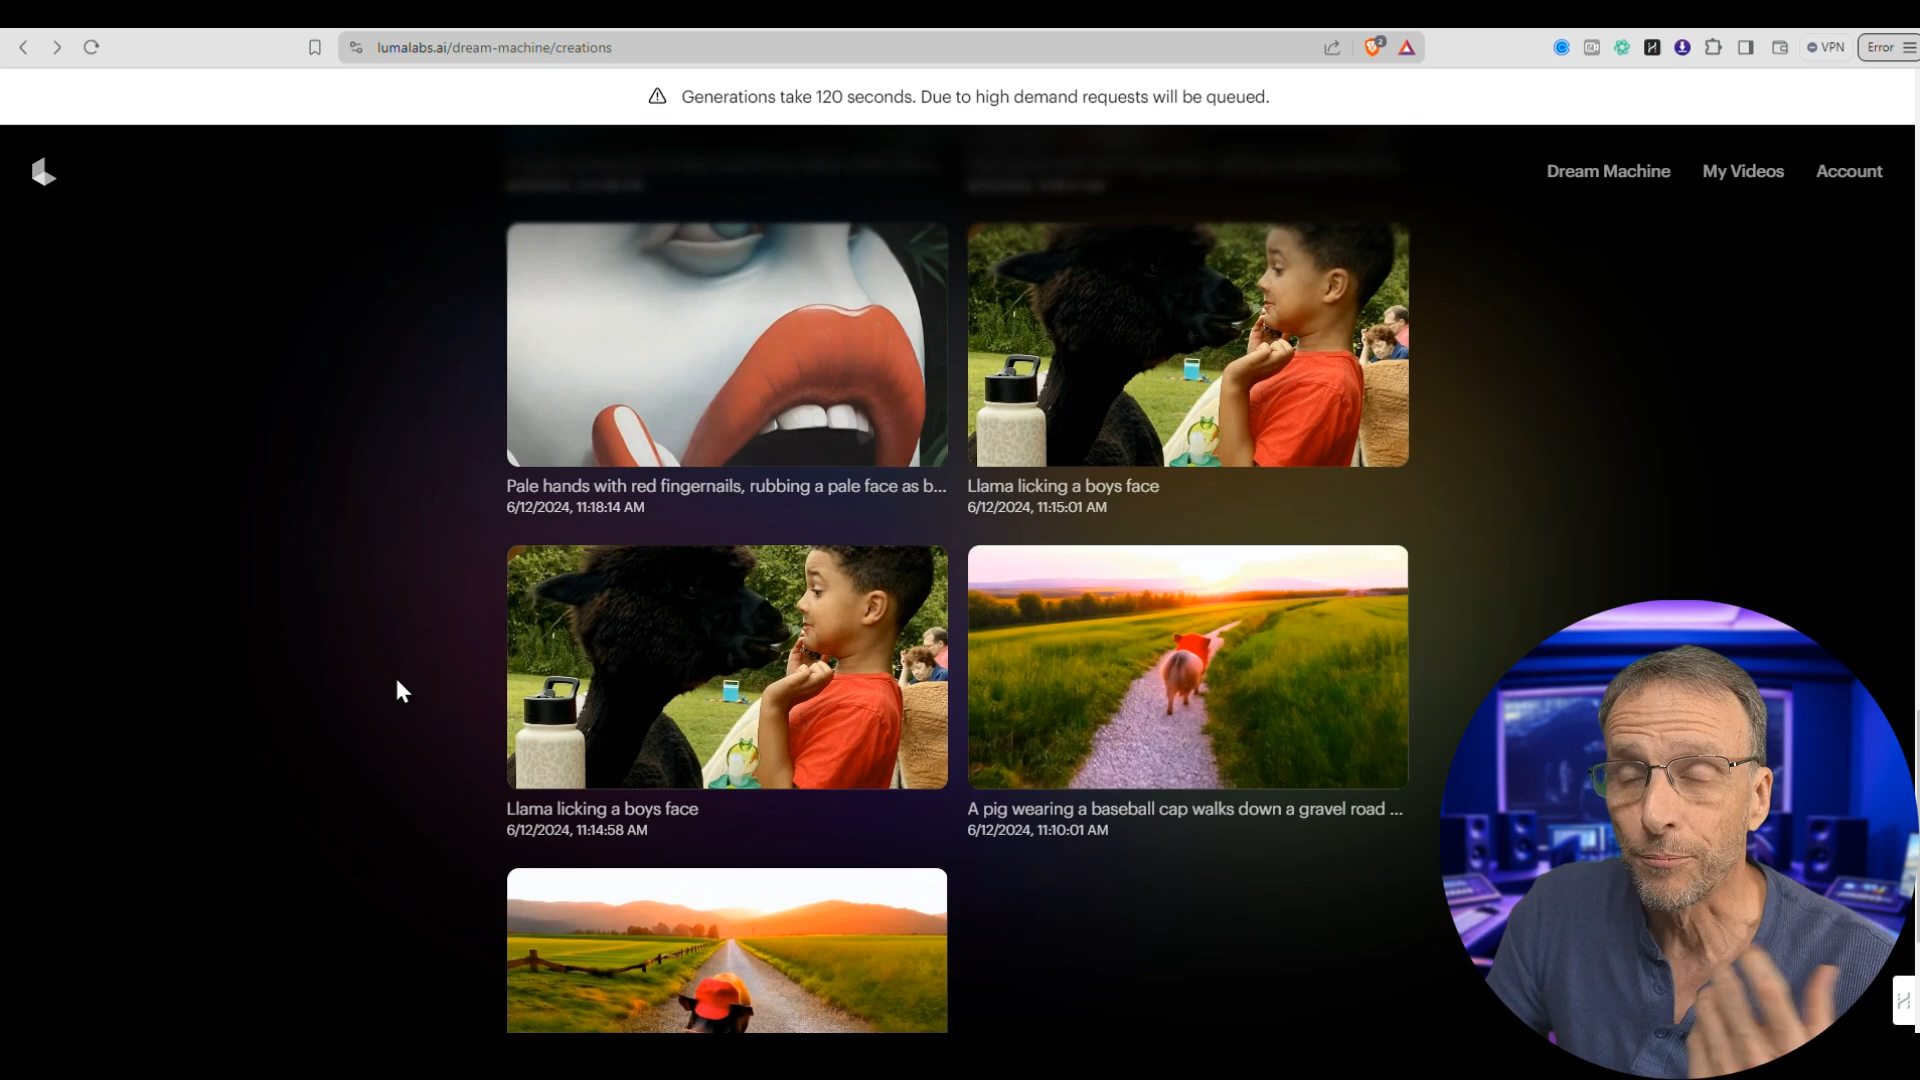 lumalabs.ai/dream-machine/creations
2
VPN
Error
Generations take 120 seconds. Due to high demand requests will be queued.
Dream Machine
My Videos
Account
Pale hands with red fingernails, rubbing a pale face as b...
6/12/2024, 11:18:14 AM
Llama licking a boys face
6/12/2024, 11:15:01 AM
Llama licking a boys face
6/12/2024, 11:14:58 AM
A pig wearing a baseball cap walks down a gravel road ...
6/12/2024, 11:10:01 AM